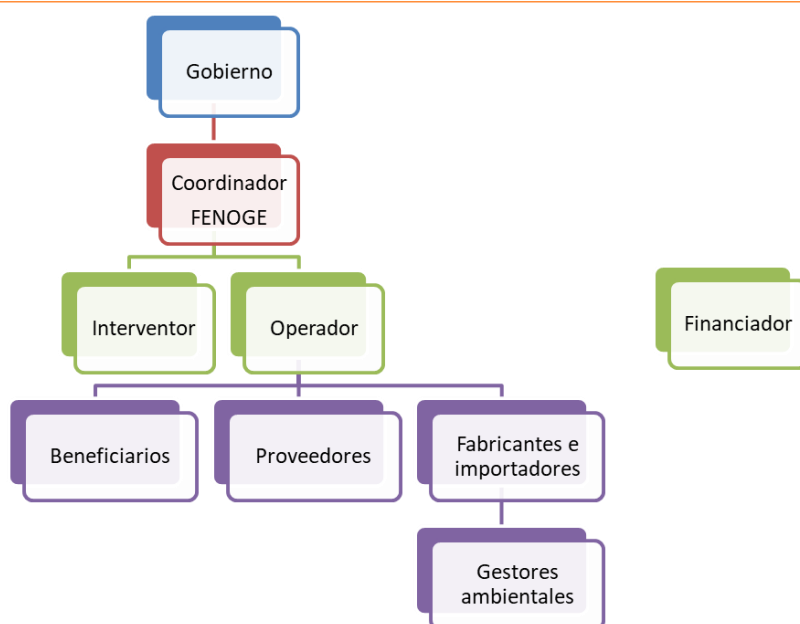 Gobierno
Coordinador
FENOGE
Interventor
Operador
Financiador
Beneficiarios
Proveedores
Fabricantes e
importadores
Gestores
ambientales